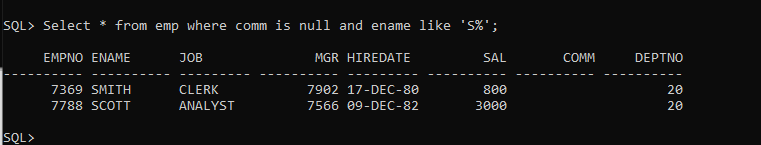 SQL> Select * from emp where comm is null and ename like 'S%';
EMPNO ENAME JOB MGR HIREDATE SAL COMM DEPTNO
---------- ---------- --------- ---------- --------- ---------- ---------- ----------
7369 SMITH CLERK 7902 17-DEC-80 800 20
7788 SCOTT ANALYST 7566 09-DEC-82 3000 20
SQL>